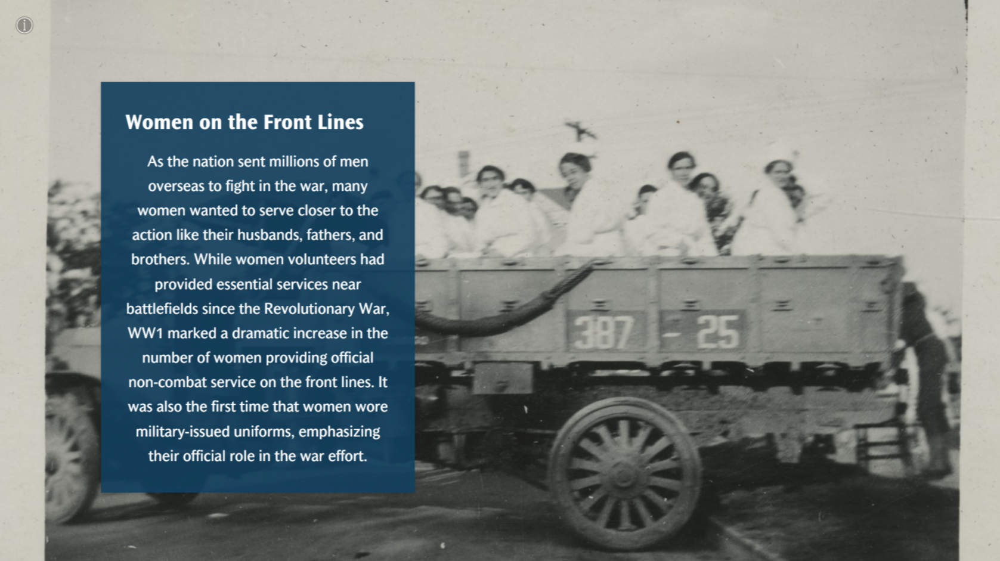 Women on the Front Lines
As the nation sent millions of men
overseas to fight in the war, many
women wanted to serve closer to the
action like their husbands, fathers, and
brothers. While women volunteers had
provided essential services near
battlefields since the Revolutionary War,
WW1 marked a dramatic increase in the
number of women providing official
non-combat service on the front lines. It
was also the first time that women wore
military-issued uniforms, emphasizing
their official role in the war effort.
387 - 25
i